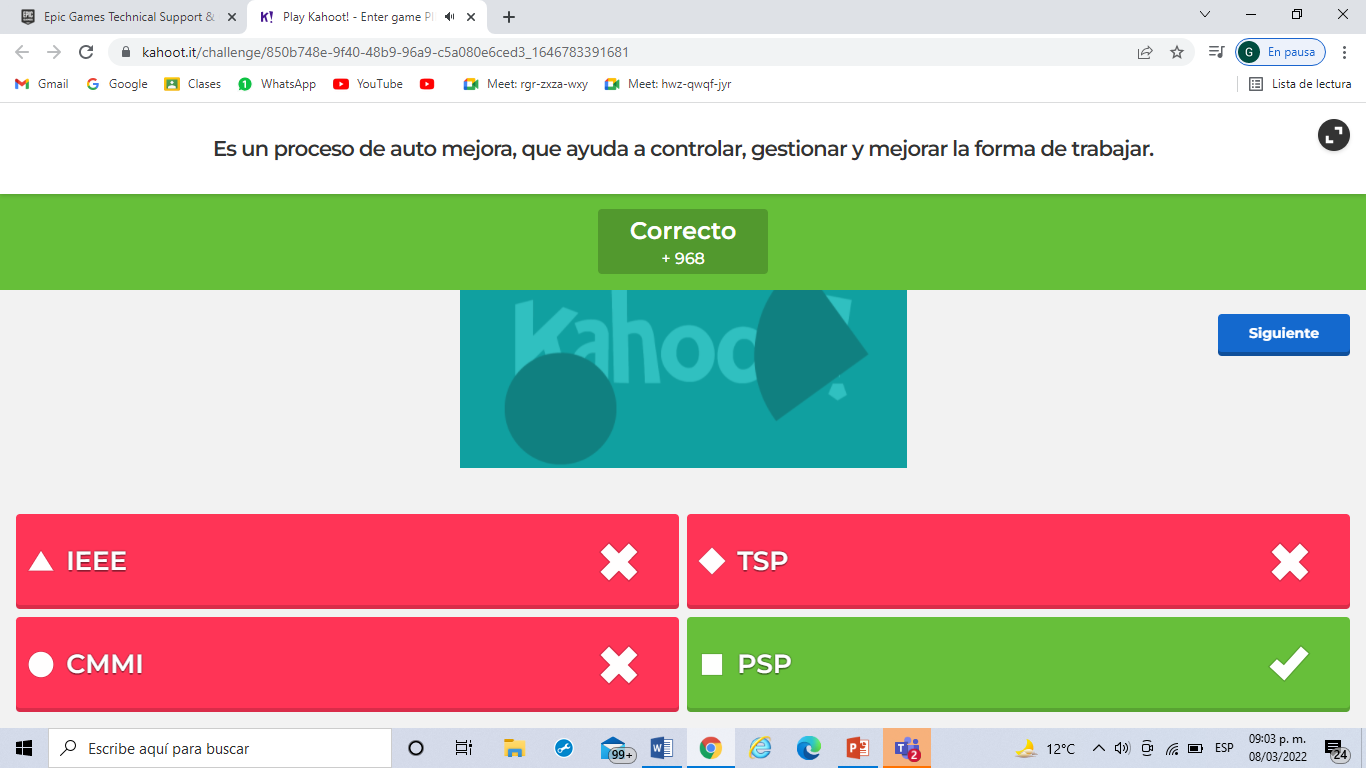 Epic Games Technical Support &
Play Kahoot! - Enter game P
kahoot.it/challenge/850b748e-9f40-48b9-96a9-c5a080e6ced3_1646783391681
G En pausa
Gmail Google Clases 1 WhatsApp YouTube Meet: rgr-zxza-wxy Meet: hwz-qwqf-jyr Lista de lectura
Es un proceso de auto mejora, que ayuda a controlar, gestionar y mejorar la forma de trabajar.
Correcto
+ 968
Kahoot!
Siguiente
IEEE
TSP
CMMI
PSP
Escribe aquí para buscar
99+
2
12°C
ESP
09:03 p. m.
08/03/2022
24